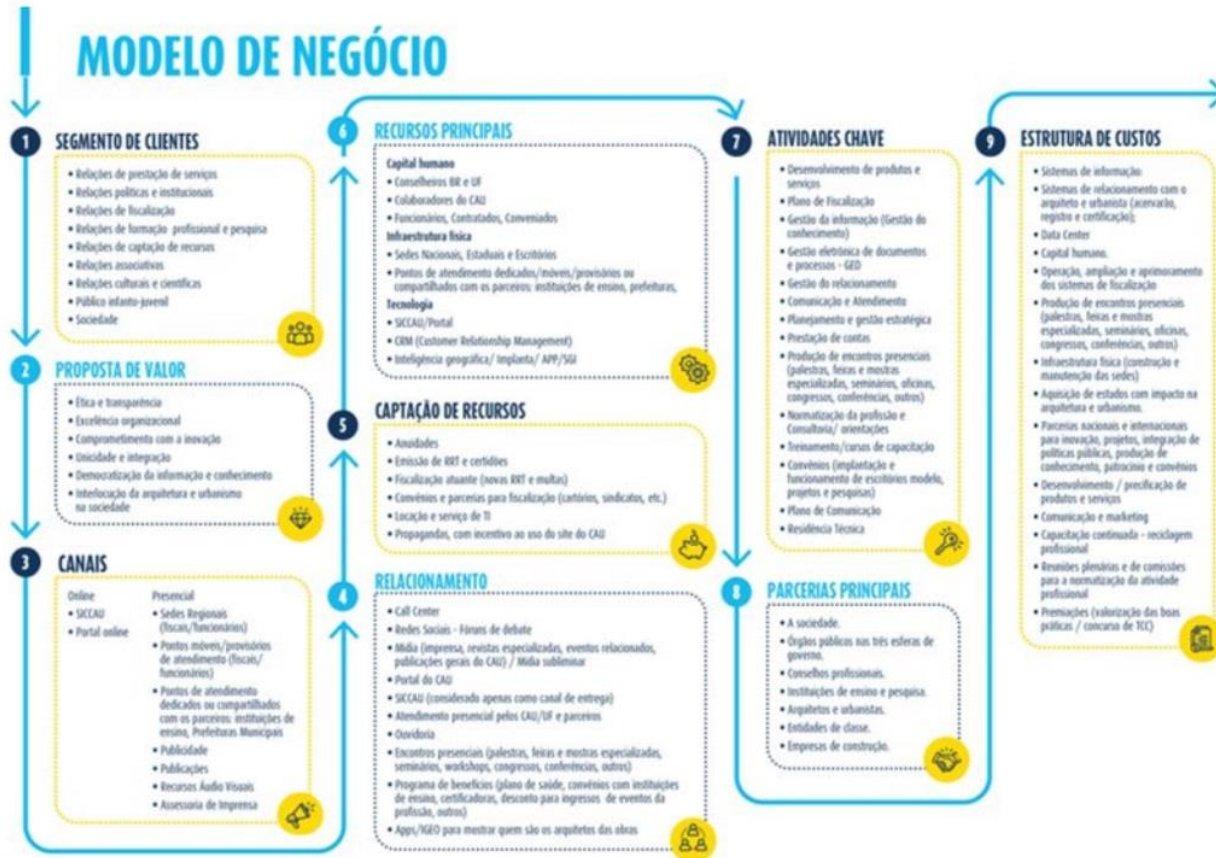 MODELO DE NEGÓCIO
1
SEGMENTO DE CLIENTES
• Relações de prestação de serviços
• Relações políticas e institucionais
• Relações de fiscalização
• Relações de formação profissional e pesquisa
• Relações de captação de recursos
• Relações associativas
• Relações culturais e científicas
• Público infanto-juvenil
• Sociedade
2
PROPOSTA DE VALOR
• Ética e transparência
• Excelência organizacional
• Comprometimento com a inovação
• Unicidade e integração
• Democratização da informação e conhecimento
• Interlocução da arquitetura e urbanismo
na sociedade
3
CANAIS
Online
• SICCAU
• Portal online
Presencial
• Sedes Regionais
(fiscais/funcionários)
• Pontos móveis/provisórios
de atendimento (fiscais/
funcionários)
• Pontos de atendimento
dedicados ou compartilhados
com os parceiros: instituições de
ensino, Prefeituras Municipais
• Publicidade
• Publicações
• Recursos Áudio Visuais
• Assessoria de Imprensa
4
RELACIONAMENTO
• Call Center
• Redes Sociais - Fóruns de debate
• Mídia (imprensa, revistas especializadas, eventos relacionados,
publicações gerais do CAU) / Mídia subliminar
• Portal do CAU
• SICCAU (considerado apenas como canal de entrega)
• Atendimento presencial pelos CAU/UF e parceiros
• Ouvidoria
• Encontros presenciais (palestras, feiras e mostras especializadas,
seminários, workshops, congressos, conferências, outros)
• Programa de benefícios (plano de saúde, convênios com instituições
de ensino, certificadoras, desconto para ingressos de eventos da
profissão, outros)
• Apps/IGEO para mostrar quem são os arquitetos das obras
5
CAPTAÇÃO DE RECURSOS
• Anuidades
• Emissão de RRT e certidões
• Fiscalização atuante (novas RRT e multas)
• Convênios e parcerias para fiscalização (cartórios, sindicatos, etc.)
• Locação e serviço de TI
• Propagandas, com incentivo ao uso do site do CAU
6
RECURSOS PRINCIPAIS
Capital humano
• Conselheiros BR e UF
• Colaboradores do CAU
• Funcionários, Contratados, Conveniados
Infraestrutura física
• Sedes Nacionais, Estaduais e Escritórios
• Pontos de atendimento dedicados/móveis/provisórios ou
compartilhados com os parceiros: instituições de ensino, prefeituras,
Tecnologia
• SICCAU/Portal
• CRM (Customer Relationship Management)
• Inteligência geográfica/ Implanta/ APP/SGI
7
ATIVIDADES CHAVE
• Desenvolvimento de produtos e
serviços
• Plano de Fiscalização
• Gestão da informação (Gestão do
conhecimento)
• Gestão eletrônica de documentos
e processos - GED
• Gestão do relacionamento
• Comunicação e Atendimento
• Planejamento e gestão estratégica
• Prestação de contas
• Produção de encontros presenciais
(palestras, feiras e mostras
especializadas, seminários, oficinas,
congressos, conferências, outros)
• Normatização da profissão e
Consultoria/ orientações
• Treinamento/cursos de capacitação
• Convênios (implantação e
funcionamento de escritórios modelo,
projetos e pesquisas)
• Plano de Comunicação
• Residência Técnica
8
PARCERIAS PRINCIPAIS
• A sociedade.
• Órgãos públicos nas três esferas de
governo.
• Conselhos profissionais.
• Instituições de ensino e pesquisa.
• Arquitetos e urbanistas.
• Entidades de classe.
• Empresas de construção.
9
ESTRUTURA DE CUSTOS
• Sistemas de informação
• Sistemas de relacionamento com o
arquiteto e urbanista (acervarão,
registro e certificação);
• Data Center
• Capital humano.
• Operação, ampliação e aprimoramento
dos sistemas de fiscalização
• Produção de encontros presenciais
(palestras, feiras e mostras
especializadas, seminários, oficinas,
congressos, conferências, outros)
• Infraestrutura física (construção e
manutenção das sedes)
• Aquisição de estados com impacto na
arquitetura e urbanismo.
• Parcerias nacionais e internacionais
para inovação, projetos, integração de
políticas públicas, produção de
conhecimento, patrocínio e convênios
• Desenvolvimento / precificação de
produtos e serviços
• Comunicação e marketing
• Capacitação continuada - reciclagem
profissional
• Reuniões plenárias e de comissões
para a normatização da atividade
profissional
• Premiações (valorização das boas
práticas / concurso de TCC)